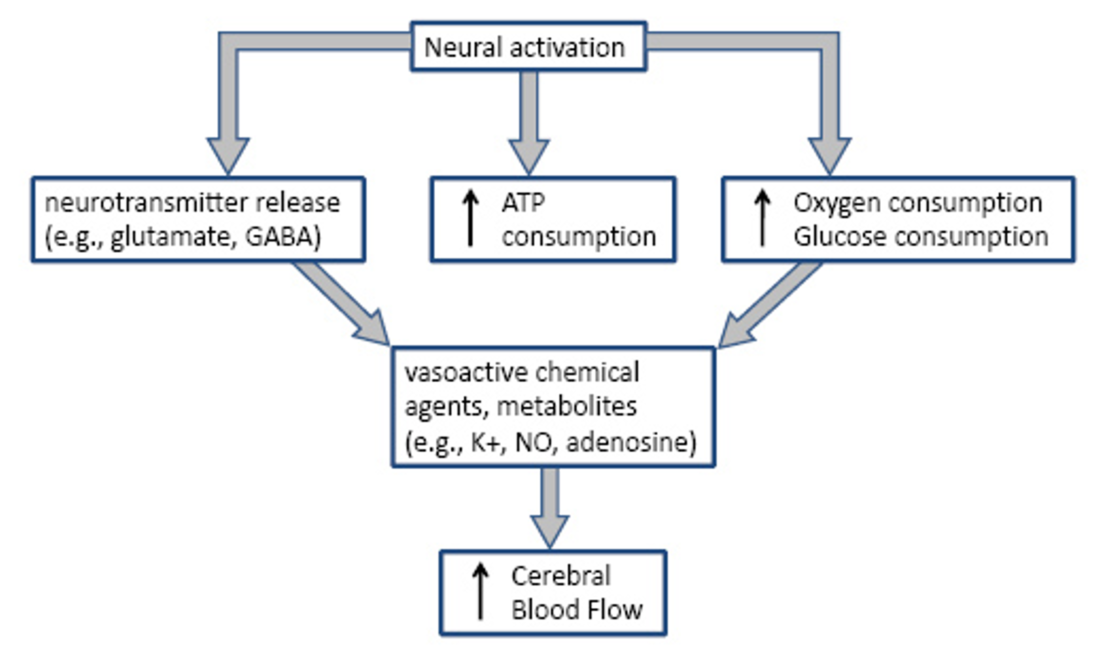 Neural activation
neurotransmitter release
(e.g., glutamate, GABA)
ATP
consumption
Oxygen consumption
Glucose consumption
vasoactive chemical
agents, metabolites
(e.g., K+, NO, adenosine)
Cerebral
Blood Flow